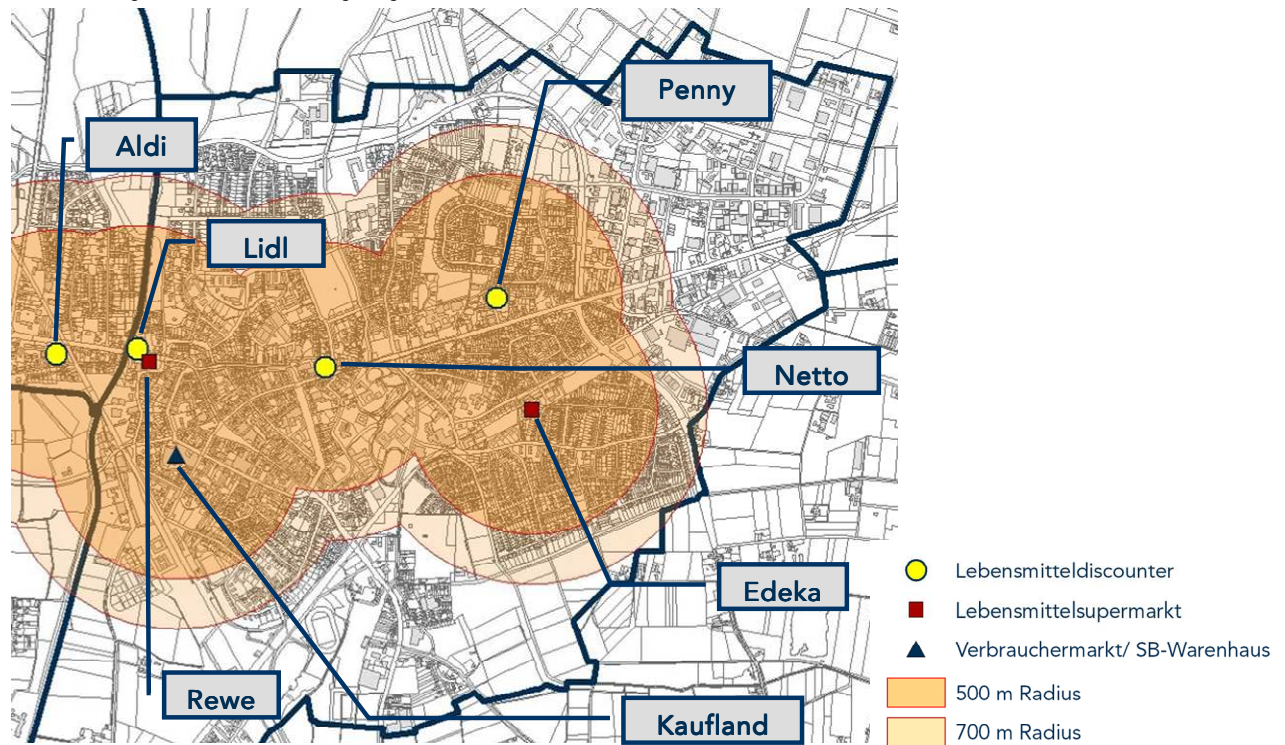 Penny
Aldi
Lidl
Netto
Edeka
Rewe
Kaufland
Lebensmitteldiscounter
Lebensmittelsupermarkt
Verbrauchermarkt/ SB-Warenhaus
500 m Radius
700 m Radius